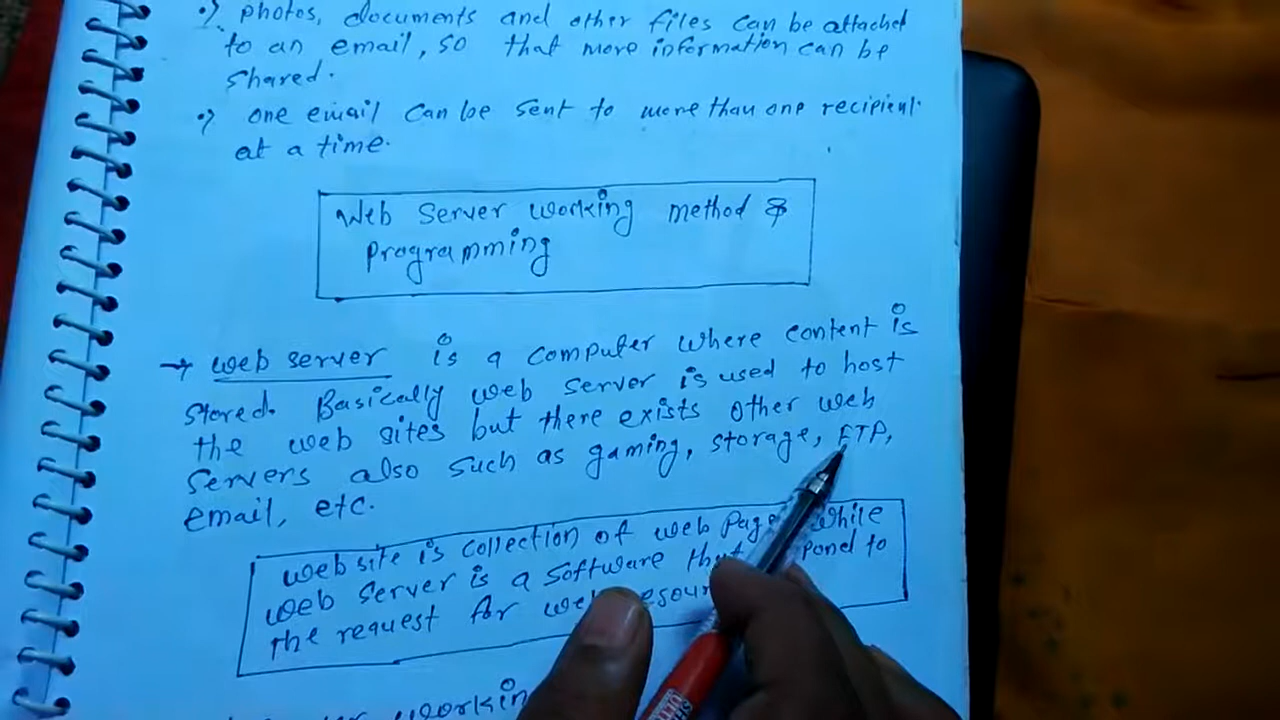 •) photos, documents and other files can be attached
to an email, so that more information can be
shared.
•) one email can be sent to more than one recipient
at a time.
Web Server working method &
programming
→ web server is a computer where content is
stored. Basically web server is used to host
the web sites but there exists other web
servers also such as gaming, storage, FTP,
email, etc.
website is collection of web page while
web server is a software pond to
the request for web esour
workin